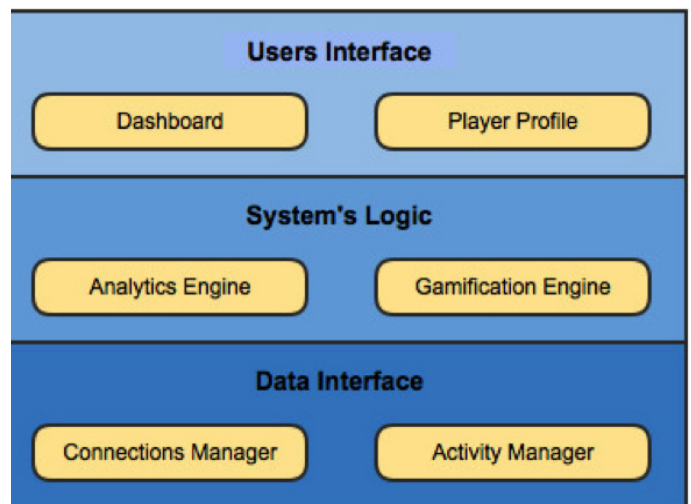 Users Interface
Dashboard
Player Profile
System's Logic
Analytics Engine
Gamification Engine
Data Interface
Connections Manager
Activity Manager